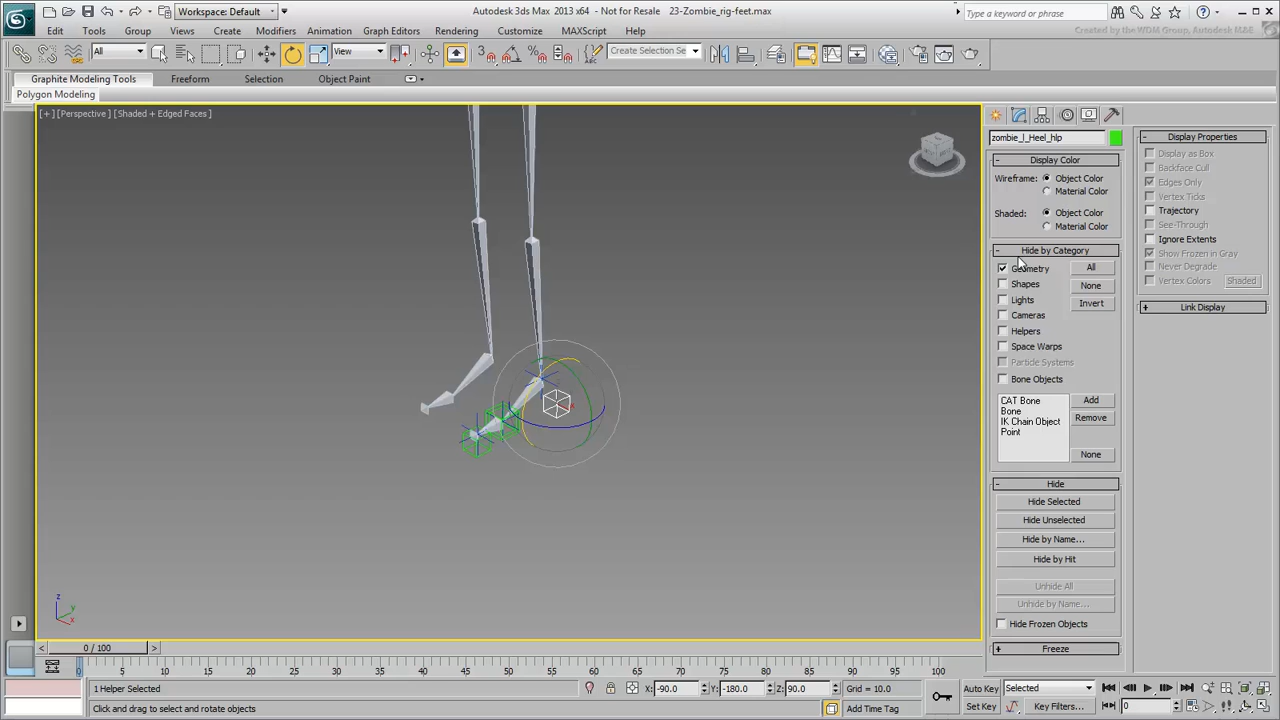 Workspace: Default
Autodesk 3ds Max 2013 x64 - Not for Resale 23-Zombie_rig-feet.max
Type a keyword or phrase
Created by the WDM Group, Autodesk M&E
Edit Tools Group Views Create Modifiers Animation Graph Editors Rendering Customize MAXScript Help
All View Create Selection Se
Graphite Modeling Tools Freeform Selection Object Paint
Polygon Modeling
[+] [Perspective] [Shaded + Edged Faces]
zombie_l_Heel_hlp
Display Color
Wireframe: Object Color
Material Color
Shaded: Object Color
Material Color
Hide by Category
Geometry All
Shapes
None
Lights
Invert
Cameras
Helpers
Space Warps
Particle Systems
Bone Objects
CAT Bone
Bone
IK Chain Object
Point
Add
Remove
None
Hide
Hide Selected
Hide Unselected
Hide by Name...
Hide by Hit
Unhide All
Unhide by Name...
Hide Frozen Objects
Freeze
Display Properties
Display as Box
Backface Cull
Edges Only
Vertex Ticks
Trajectory
See-Through
Ignore Extents
Show Frozen in Gray
Never Degrade
Vertex Colors Shaded
Link Display
z
y
x
0 / 100
0 5 10 15 20 25 30 35 40 45 50 55 60 65 70 75 80 85 90 95 100
1 Helper Selected X: -90.0 Y: -180.0 Z: 90.0 Grid = 10.0 Auto Key Selected
Click and drag to select and rotate objects Add Time Tag Set Key Key Filters... 0